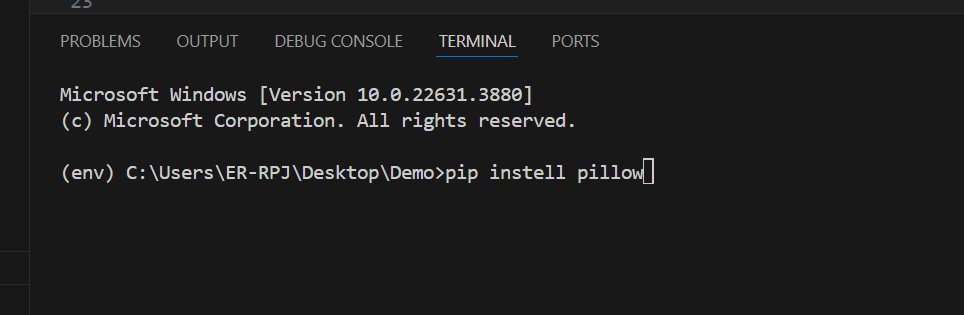 23
PROBLEMS OUTPUT DEBUG CONSOLE TERMINAL PORTS
Microsoft Windows [Version 10.0.22631.3880]
(c) Microsoft Corporation. All rights reserved.
(env) C:\Users\ER-RPJ\Desktop\Demo>pip install pillow